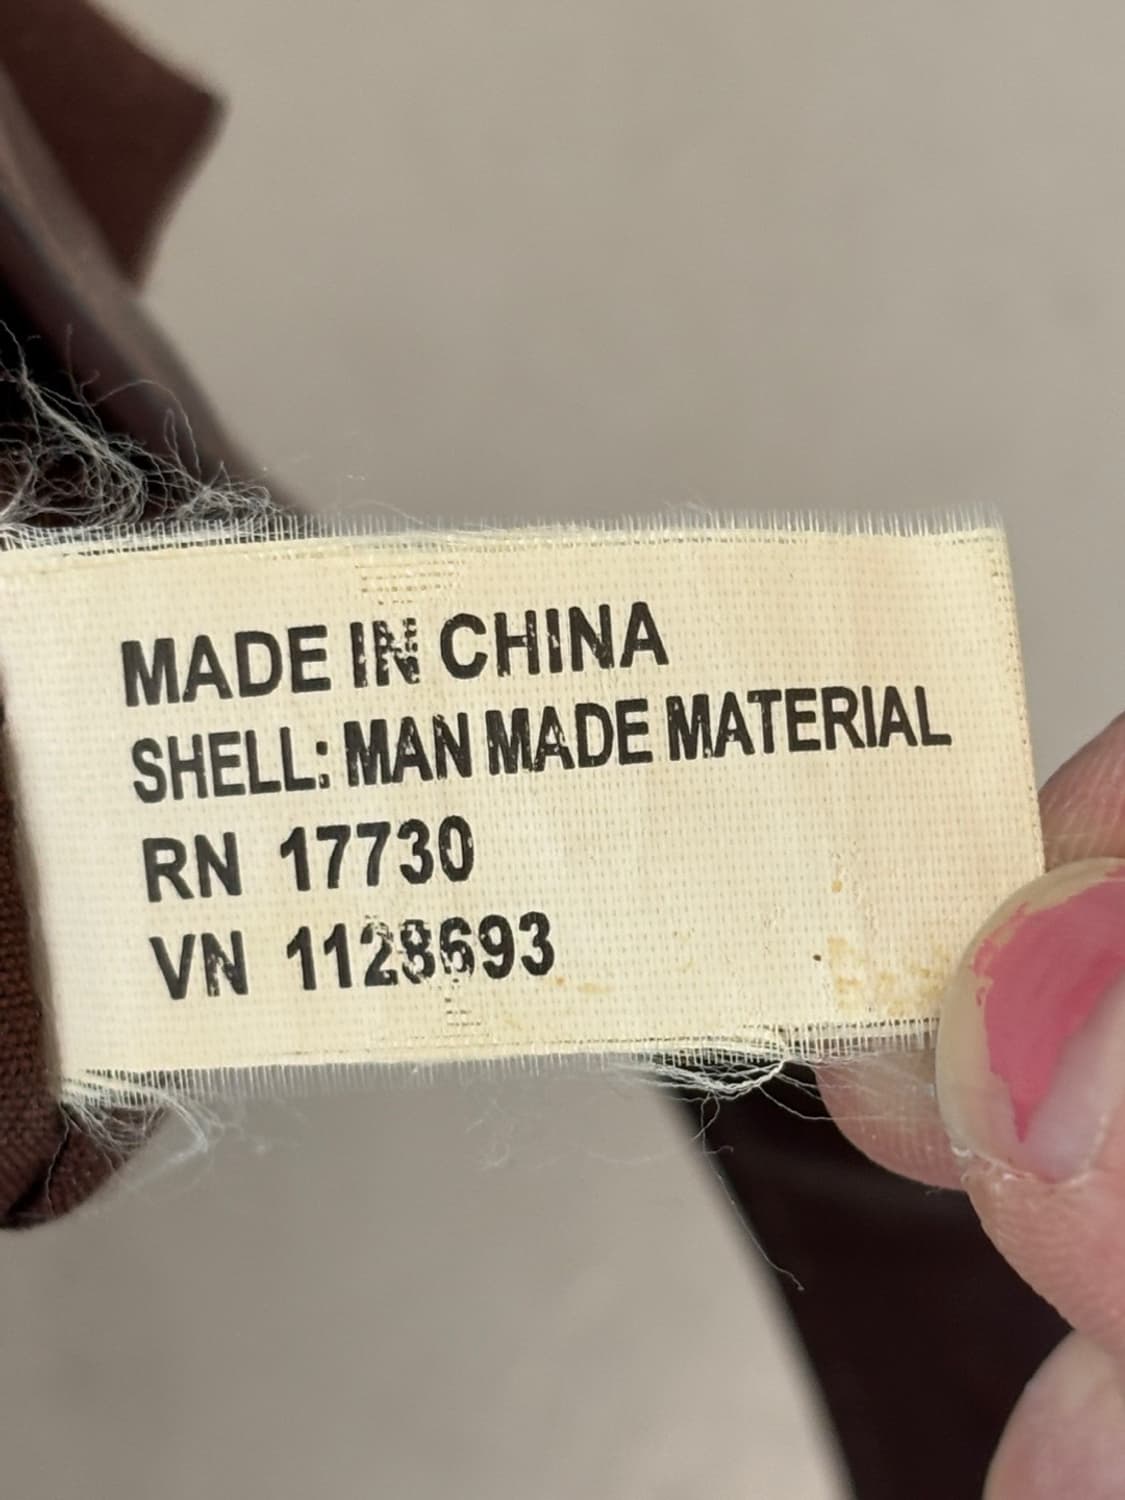 MADE IN CHINA
SHELL: MAN MADE MATERIAL
RN 17730
VN 1128693